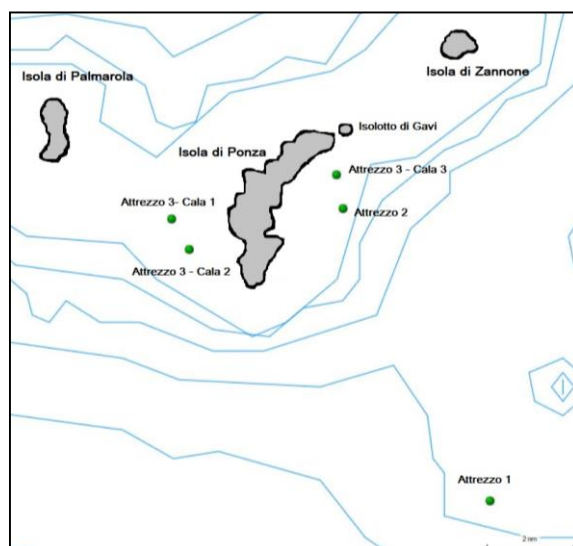 Isola di Palmarola
Isola di Zannone
Isolotto di Gavi
Isola di Ponza
Attrezzo 3 - Cala 3
Attrezzo 3- Cala 1
Attrezzo 2
Attrezzo 3 - Cala 2
Attrezzo 1
2 nm